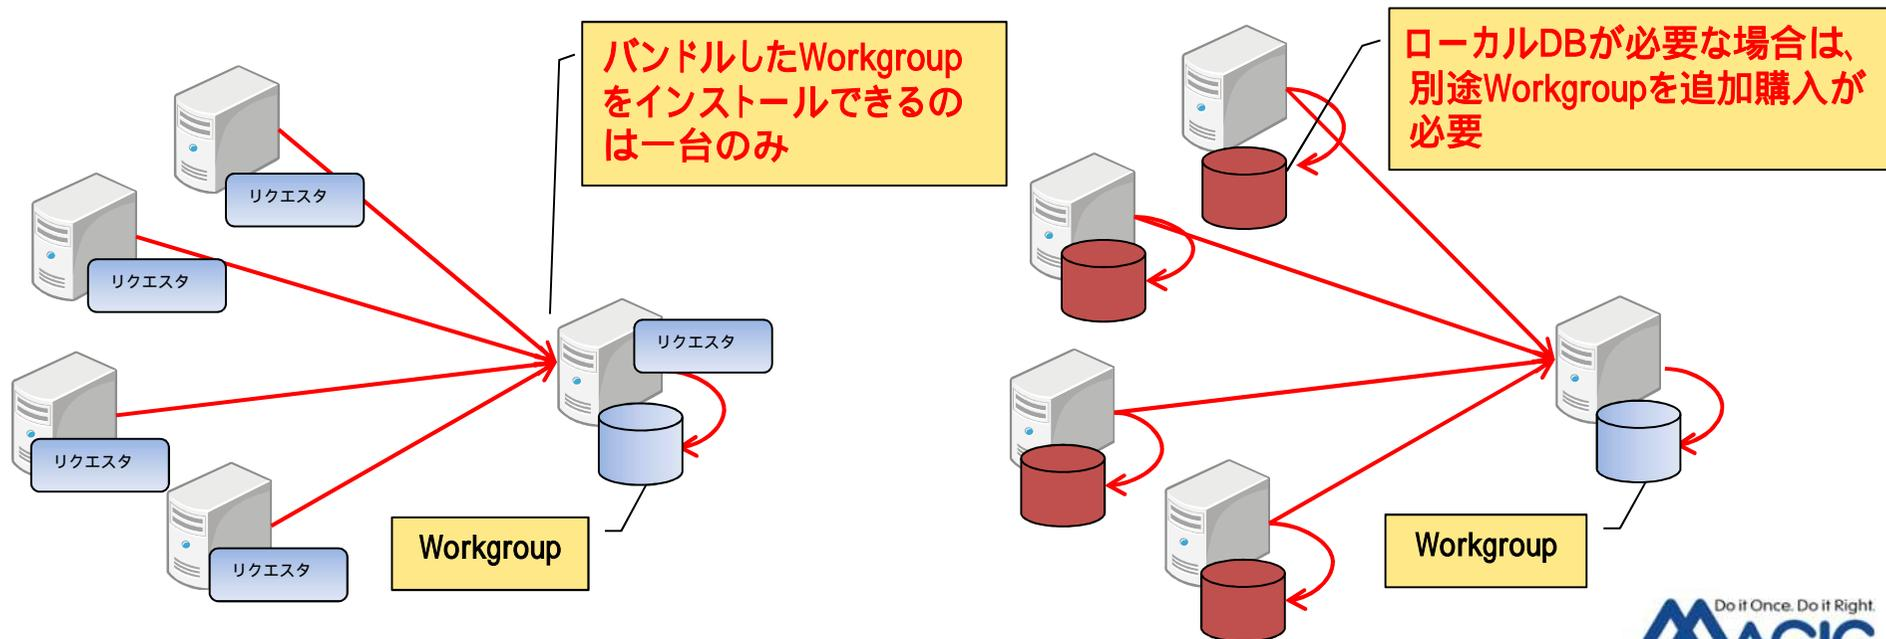 バンドルしたWorkgroup
をインストールできるの
は一台のみ
リクエスタ
リクエスタ
リクエスタ
リクエスタ
リクエスタ
Workgroup
ローカルDBが必要な場合は、
別途Workgroupを追加購入が
必要
Workgroup
Do it Once. Do it Right.
MAGIC